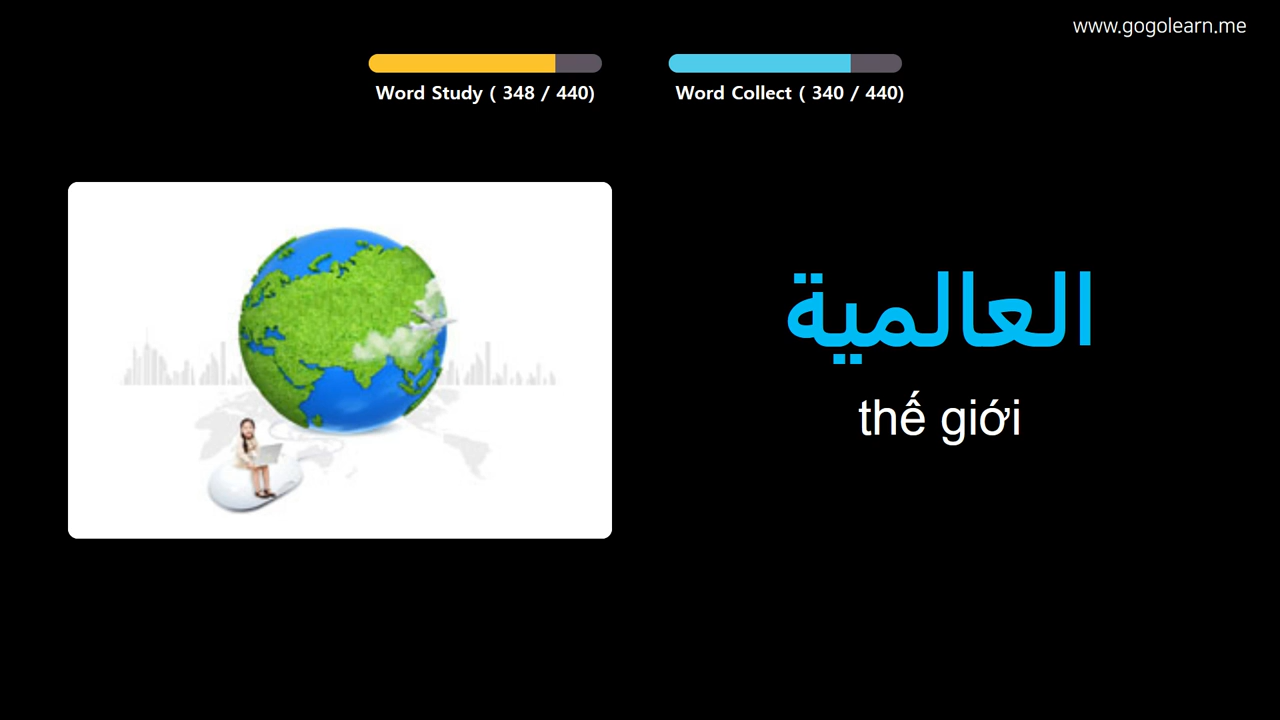 www.gogolearn.me
Word Study ( 348 / 440)
Word Collect ( 340 / 440)
العالمية
thế giới